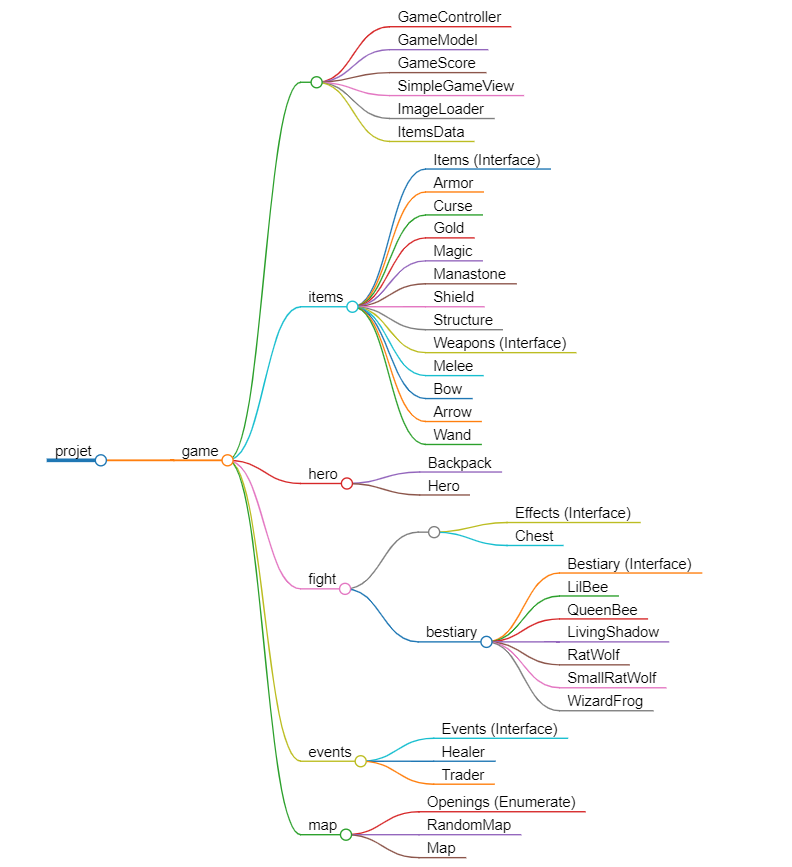 projet
game
GameController
GameModel
GameScore
SimpleGameView
ImageLoader
ItemsData
items
Items (Interface)
Armor
Curse
Gold
Magic
Manastone
Shield
Structure
Weapons (Interface)
Melee
Bow
Arrow
Wand
hero
Backpack
Hero
fight
Effects (Interface)
Chest
bestiary
Bestiary (Interface)
LilBee
QueenBee
LivingShadow
RatWolf
SmallRatWolf
WizardFrog
events
Events (Interface)
Healer
Trader
map
Openings (Enumerate)
RandomMap
Map